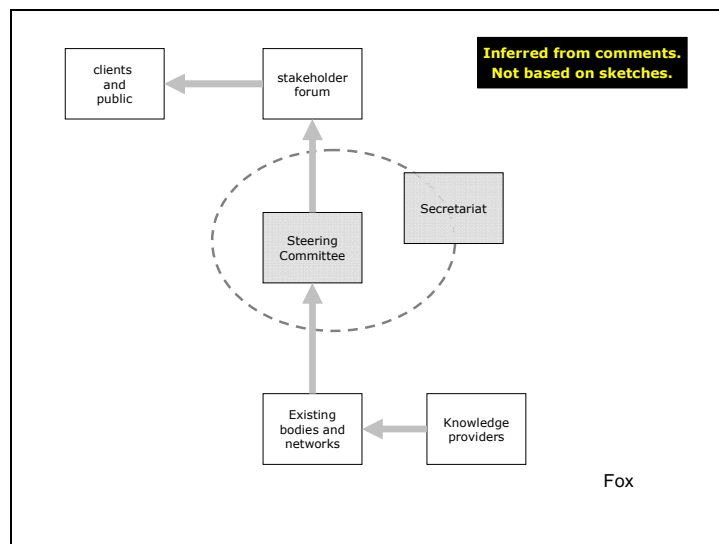 clients
and
public
stakeholder
forum
Inferred from comments.
Not based on sketches.
Secretariat
Steering
Committee
Existing
bodies and
networks
Knowledge
providers
Fox